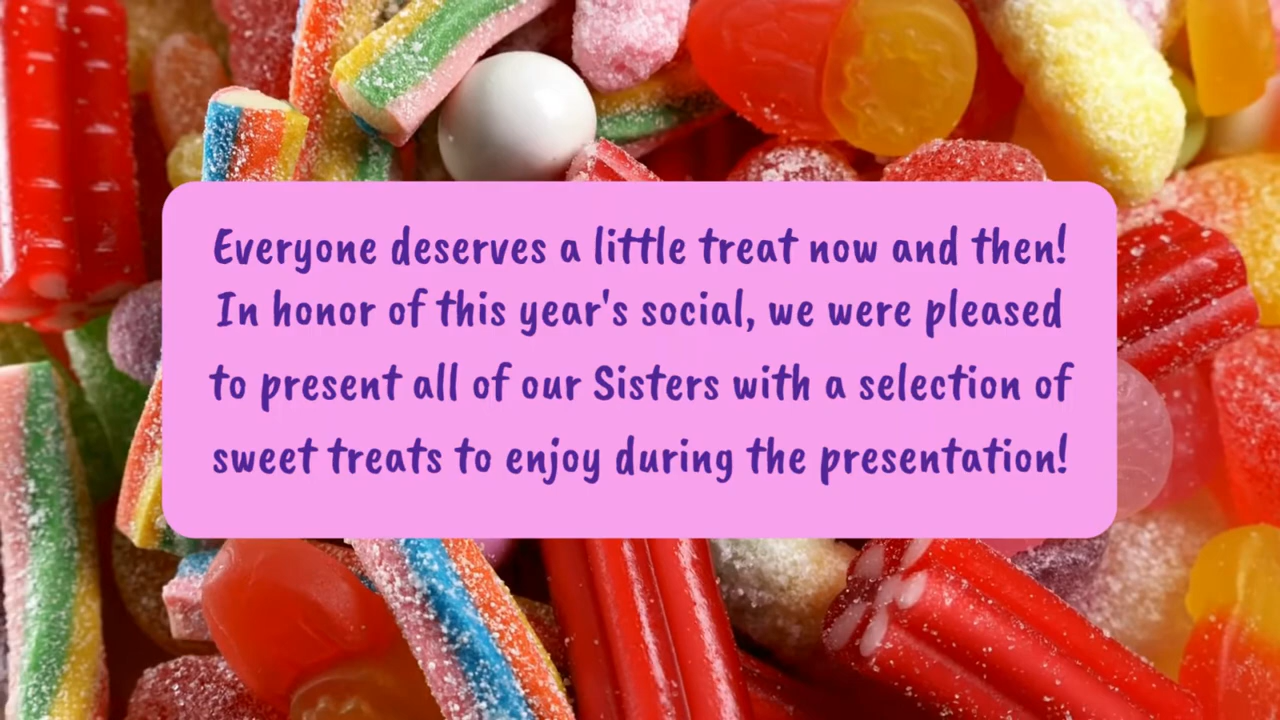 Everyone deserves a little treat now and then!
In honor of this year's social, we were pleased
to present all of our Sisters with a selection of
sweet treats to enjoy during the presentation!